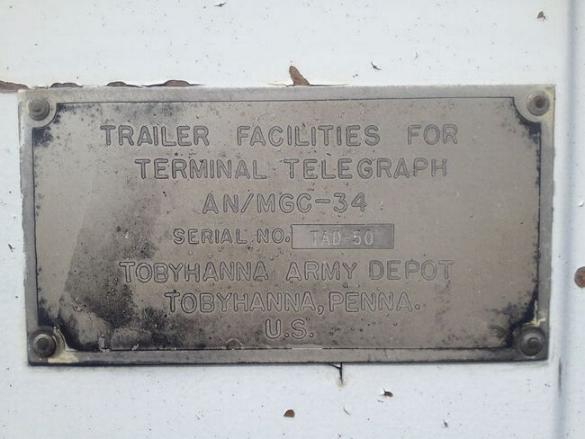 TRAILER FACILITIES FOR
TERMINAL TELEGRAPH
AN/MGC-34
SERIAL NO. TAD-50
TOBYHANNA ARMY DEPOT
TOBYHANNA, PENNA.
U.S.